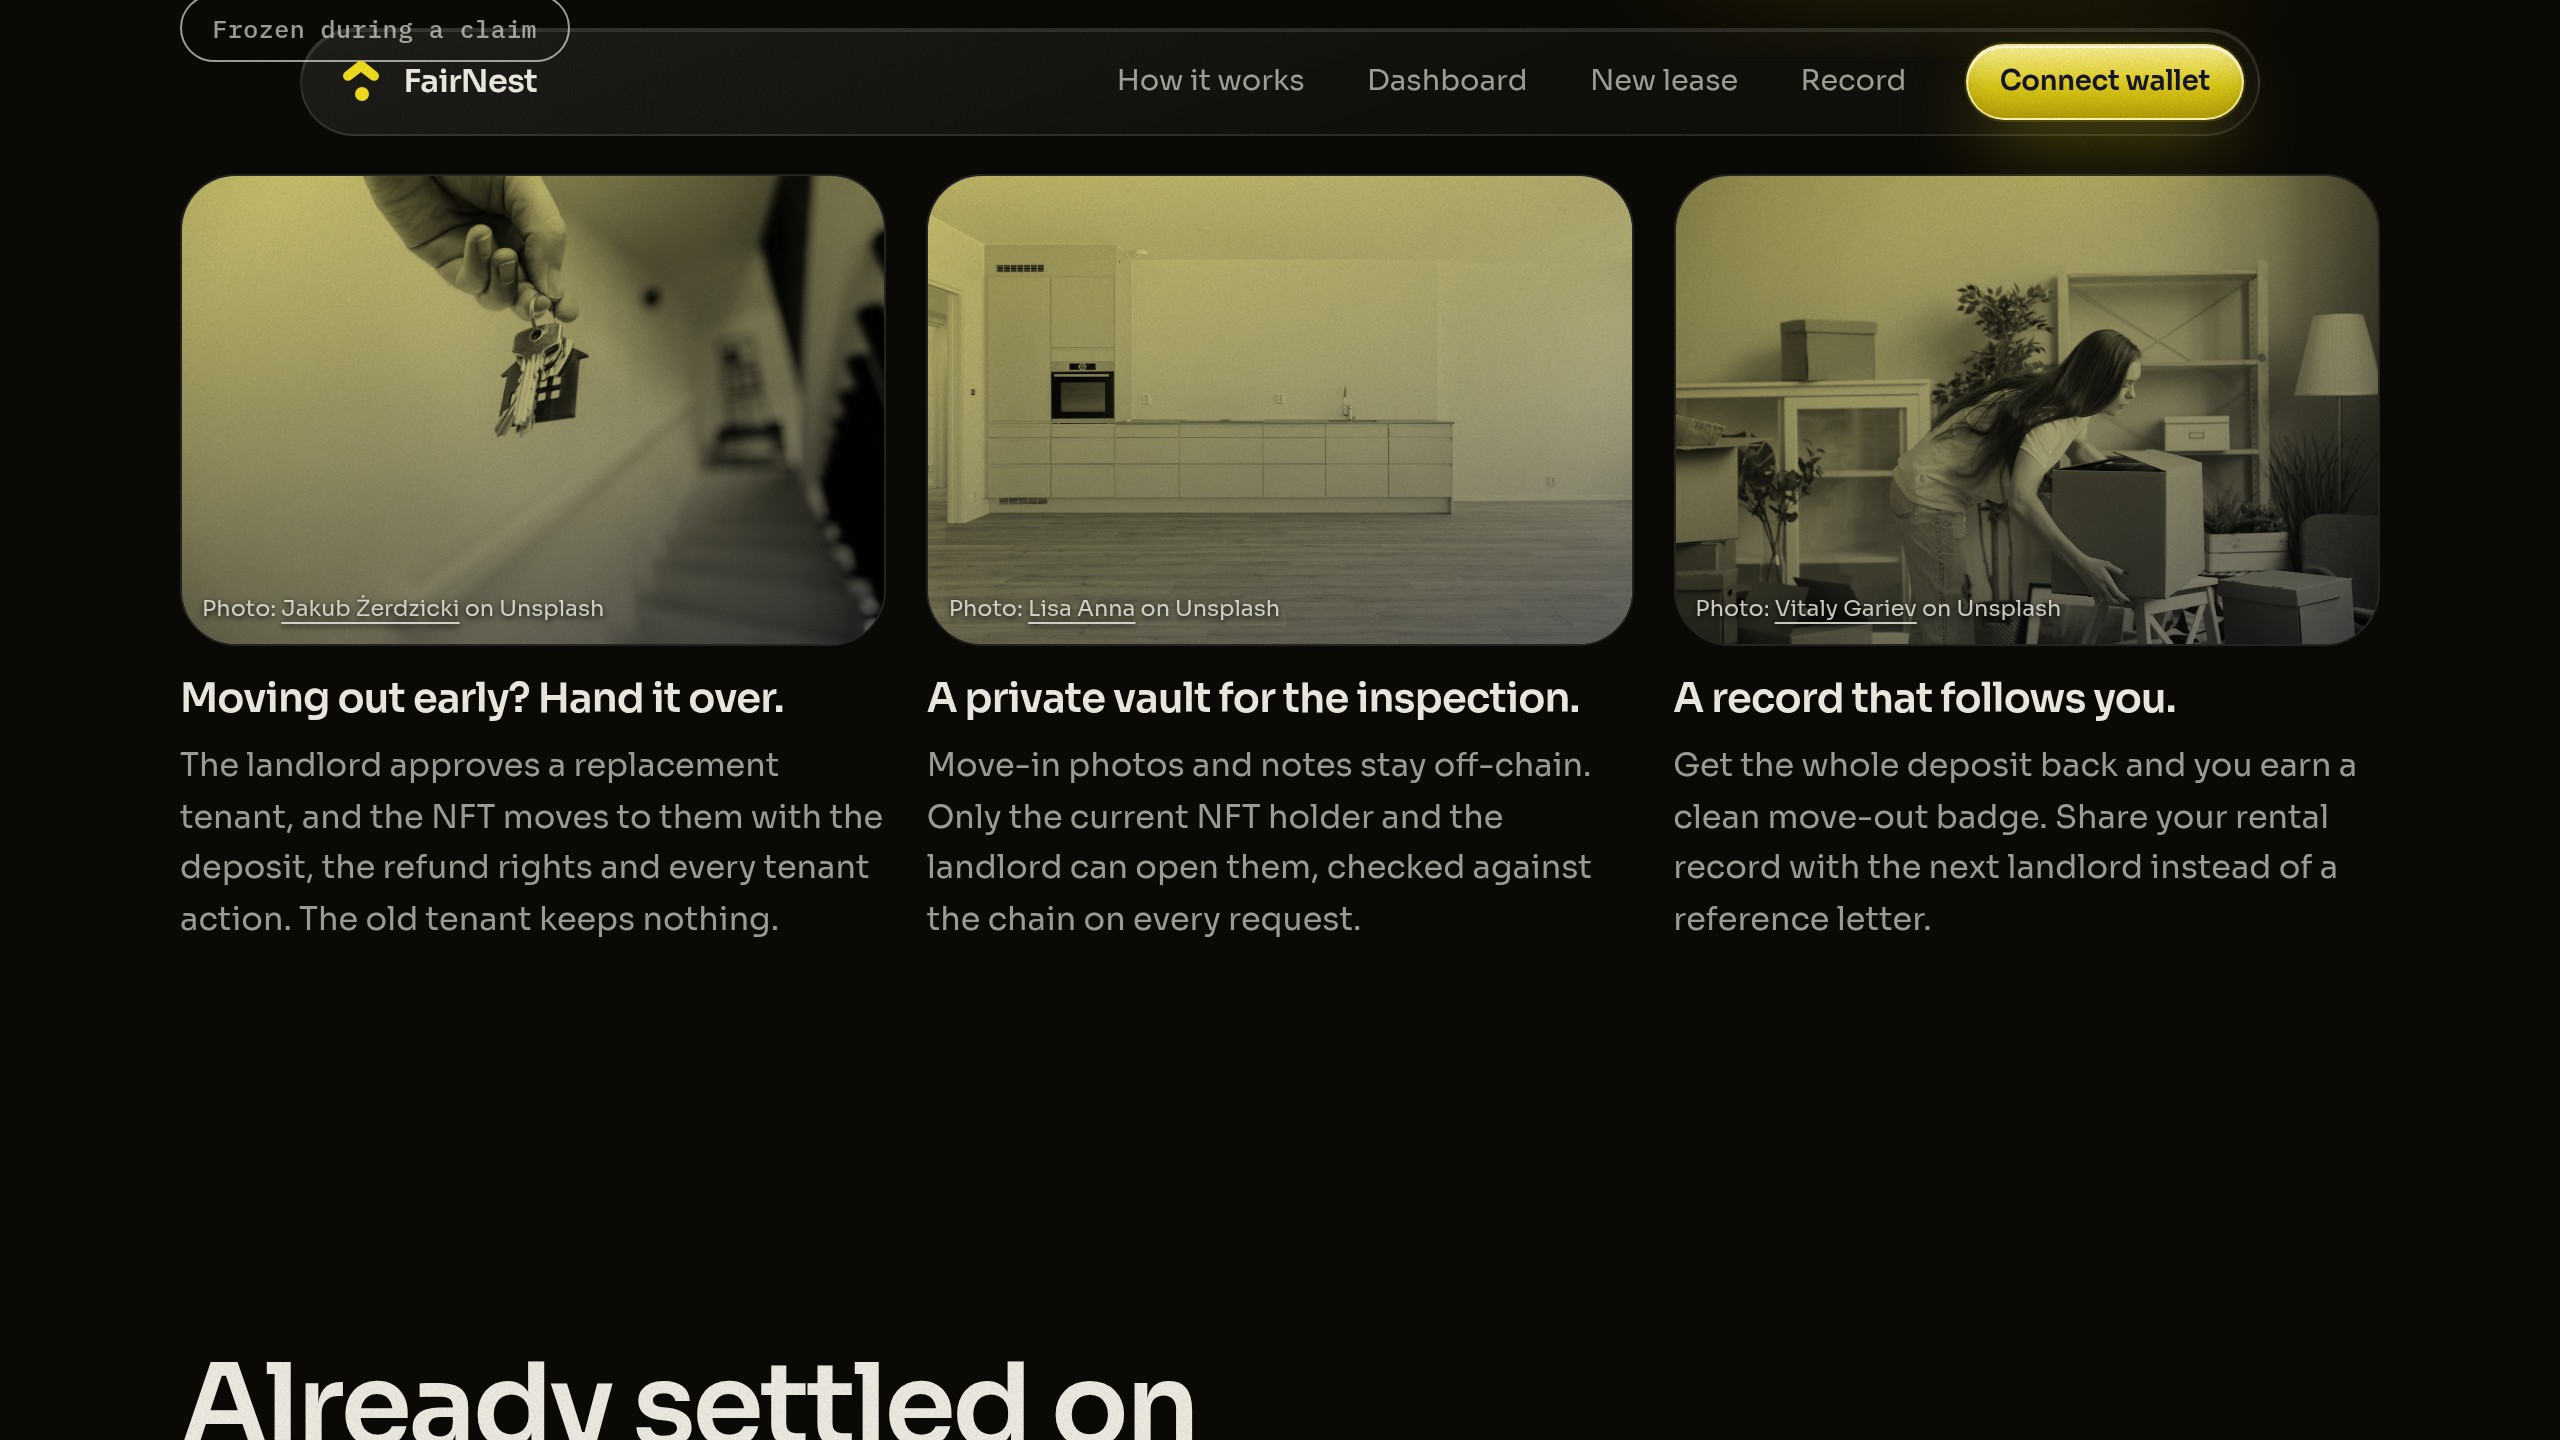 Frozen during a claim
FairNest
How it works
Dashboard
New lease
Record
Connect wallet
Photo: Jakub Żerdzicki on Unsplash
Photo: Lisa Anna on Unsplash
Photo: Vitaly Gariev on Unsplash
Moving out early? Hand it over.
The landlord approves a replacement
tenant, and the NFT moves to them with the
deposit, the refund rights and every tenant
action. The old tenant keeps nothing.
A private vault for the inspection.
Move-in photos and notes stay off-chain.
Only the current NFT holder and the
landlord can open them, checked against
the chain on every request.
A record that follows you.
Get the whole deposit back and you earn a
clean move-out badge. Share your rental
record with the next landlord instead of a
reference letter.
Already settled on